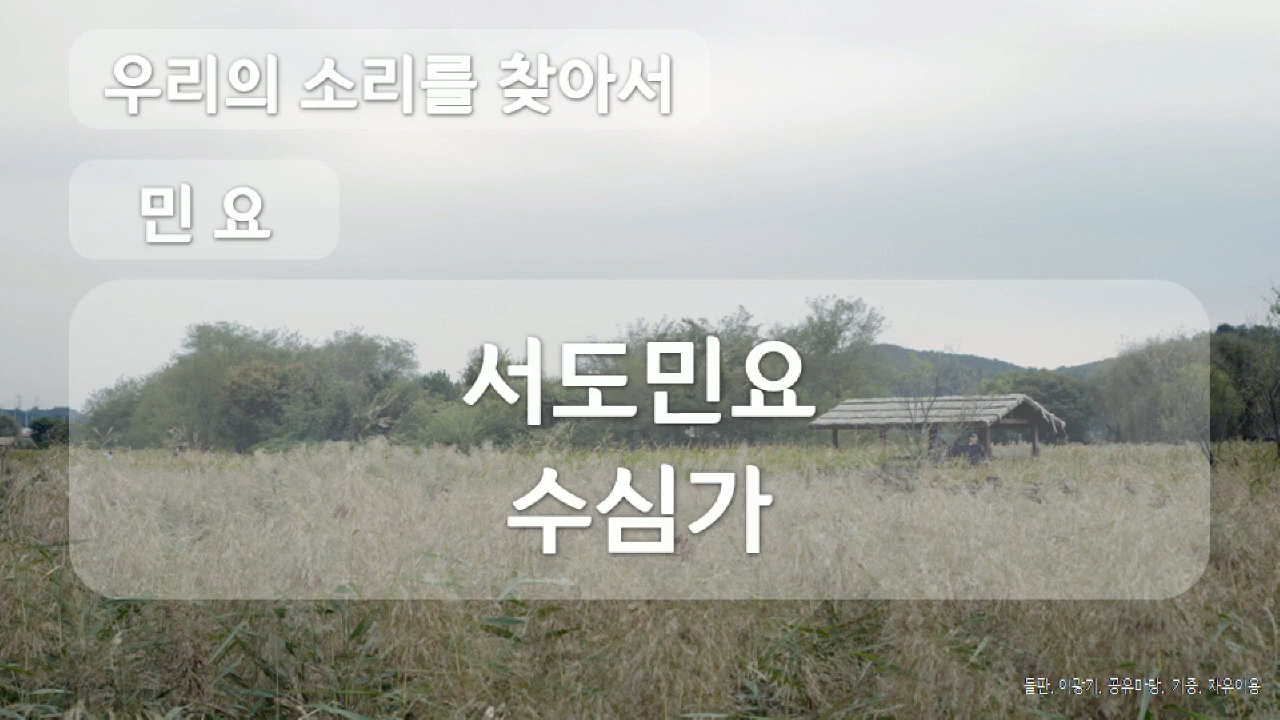 우리의 소리를 찾아서
민 요
서도민요
수심가
들판, 이광기, 공유마당, 기증, 자유이용